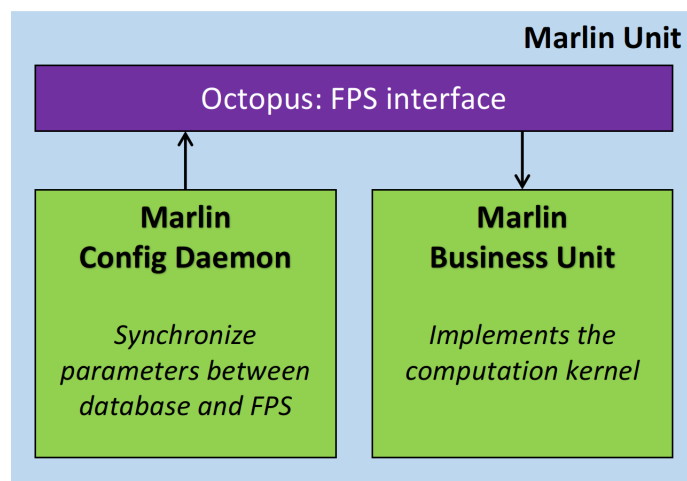 Marlin Unit
Octopus: FPS interface
Marlin
Config Daemon
Synchronize
parameters between
database and FPS
Marlin
Business Unit
Implements the
computation kernel